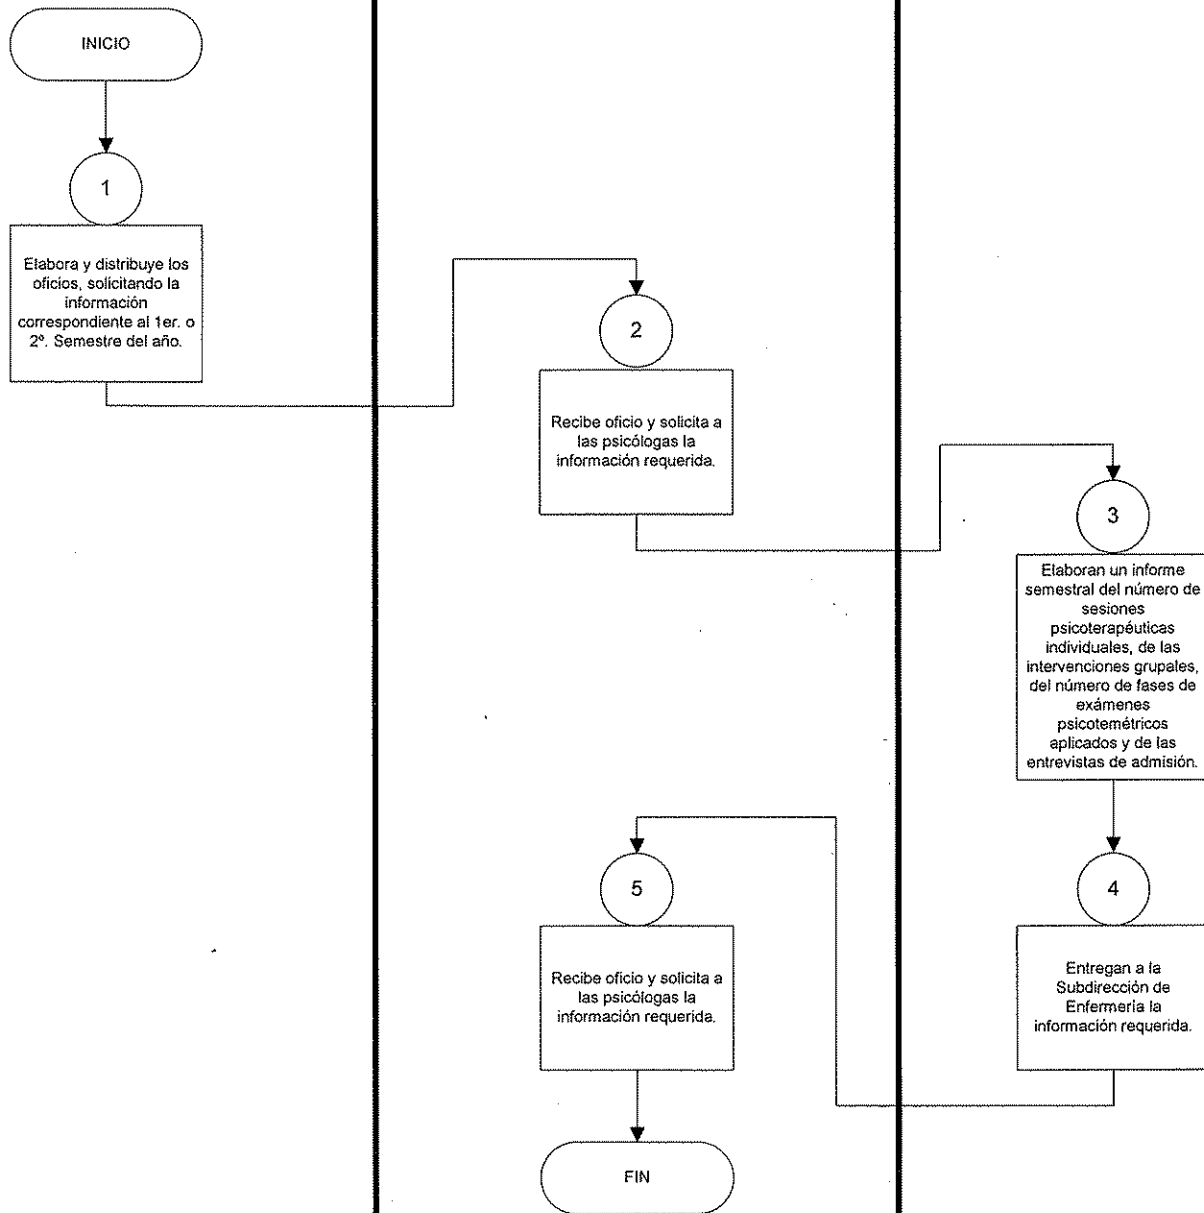 INICIO
1
Elabora y distribuye los
oficios, solicitando la
información
correspondiente al 1er. o
2º. Semestre del año.
2
Recibe oficio y solicita a
las psicólogas la
información requerida.
3
Elaboran un informe
semestral del número de
sesiones
psicoterapéuticas
individuales, de las
intervenciones grupales,
del número de fases de
exámenes
psicotemétricos
aplicados y de las
entrevistas de admisión.
4
Entregan a la
Subdirección de
Enfermería la
información requerida.
5
Recibe oficio y solicita a
las psicólogas la
información requerida.
FIN